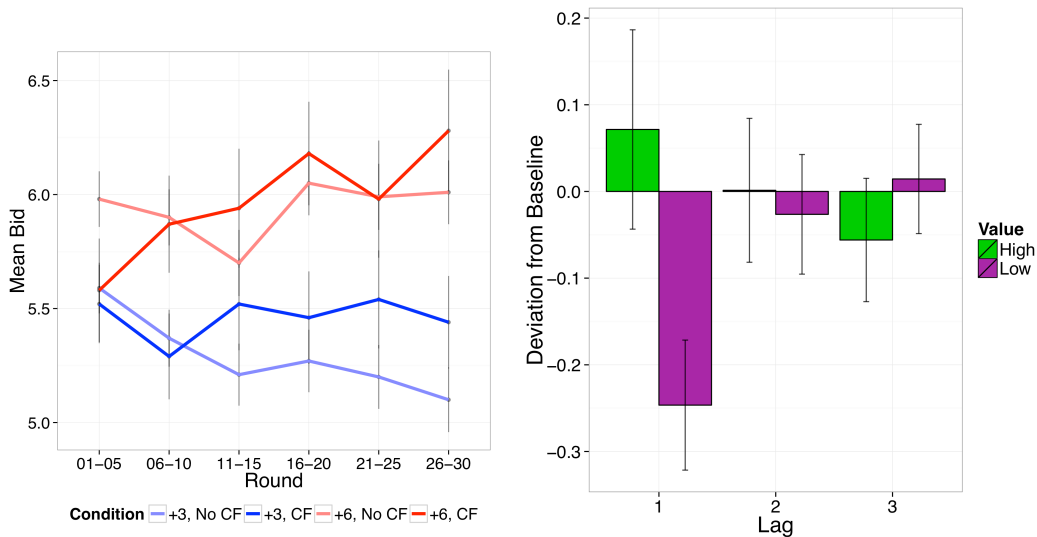 6.5
6.0
5.5
5.0
Mean Bid
01–05 06–10 11–15 16–20 21–25 26–30
Round
Condition +3, No CF +3, CF +6, No CF +6, CF
0.2
0.1
0.0
−0.1
−0.2
−0.3
Deviation from Baseline
1 2 3
Lag
Value
High
Low